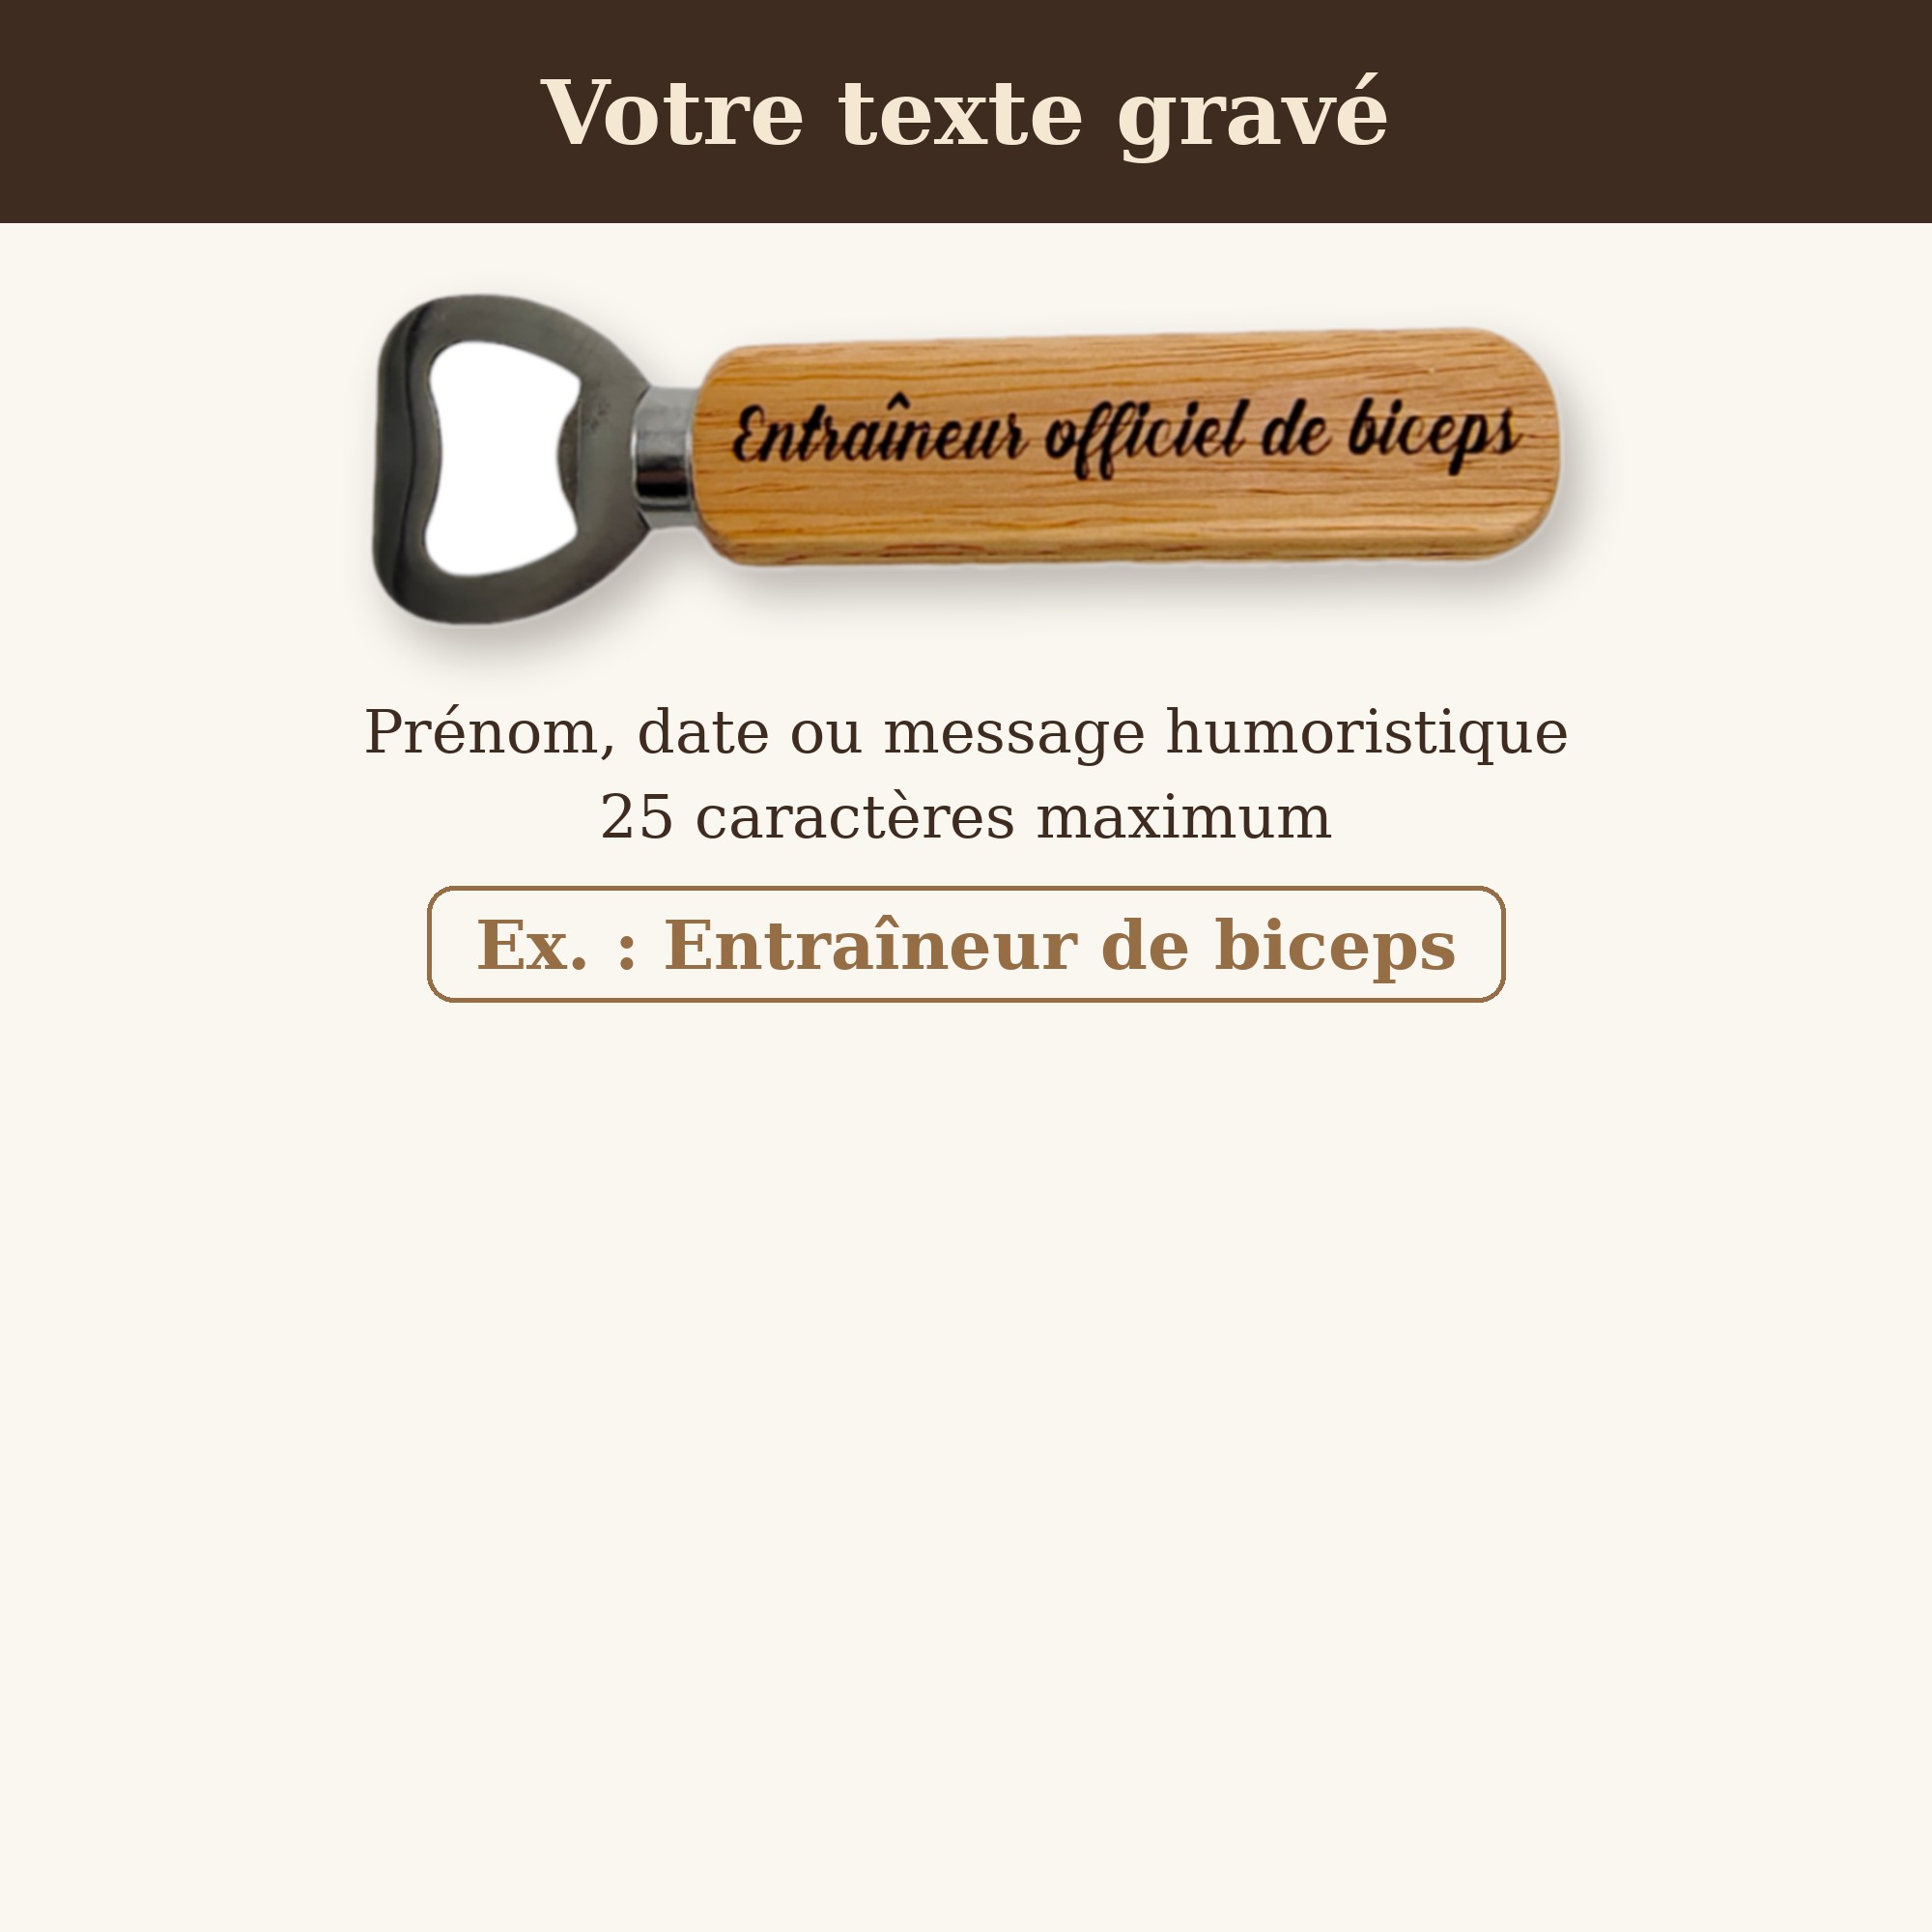 Votre texte gravé
Entraîneur officiel de biceps
Prénom, date ou message humoristique
25 caractères maximum
Ex. : Entraîneur de biceps